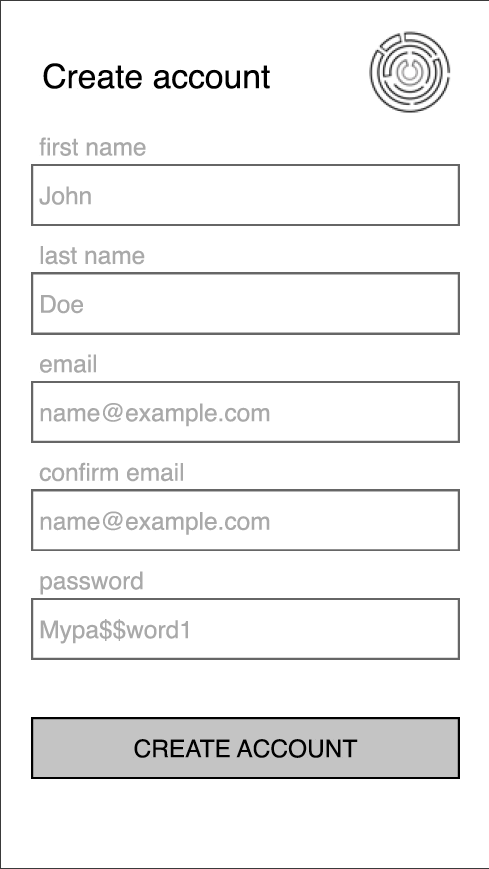 Create account
first name
John
last name
Doe
email
name@example.com
confirm email
name@example.com
password
Mypa$$word1
CREATE ACCOUNT